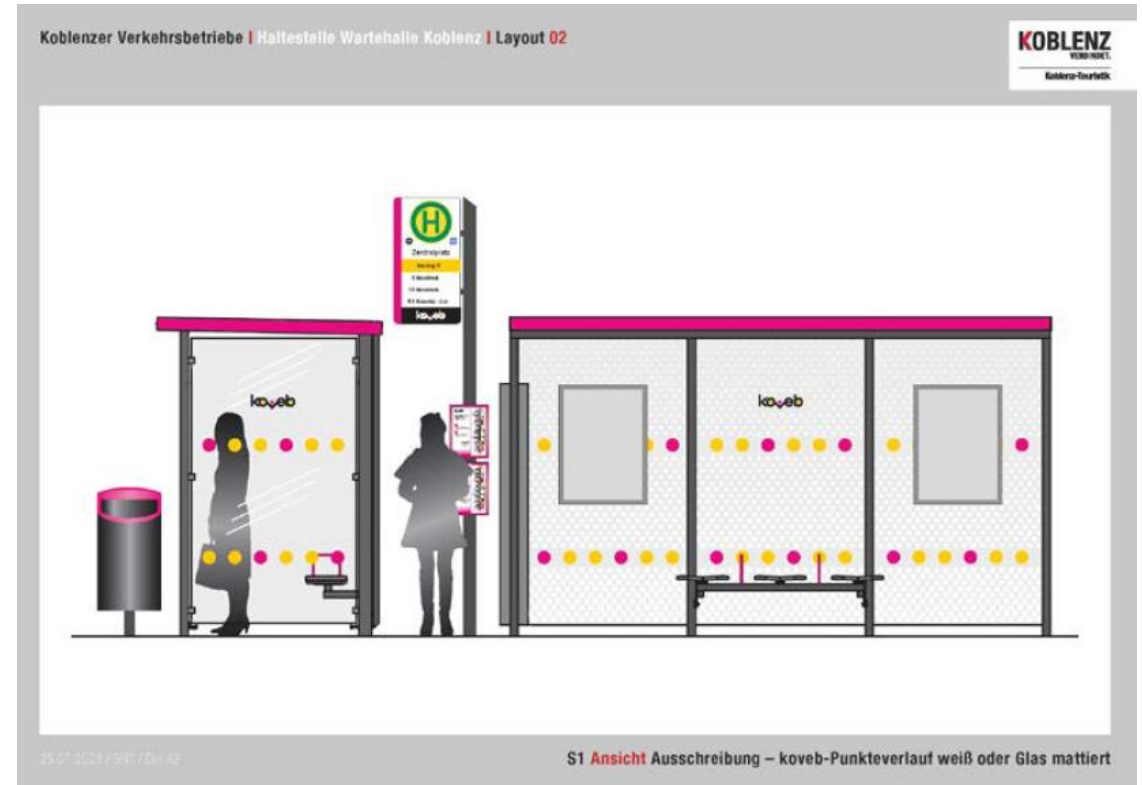 Koblenzer Verkehrsbetriebe I Haltestelle Wartehalle Koblenz I Layout 02
KOBLENZ
VERBINDET.
Koblenz-Touristik
H
Zentralplatz
koveb
koveb
koveb
S1 Ansicht Ausschreibung – koveb-Punkteverlauf weiß oder Glas mattiert